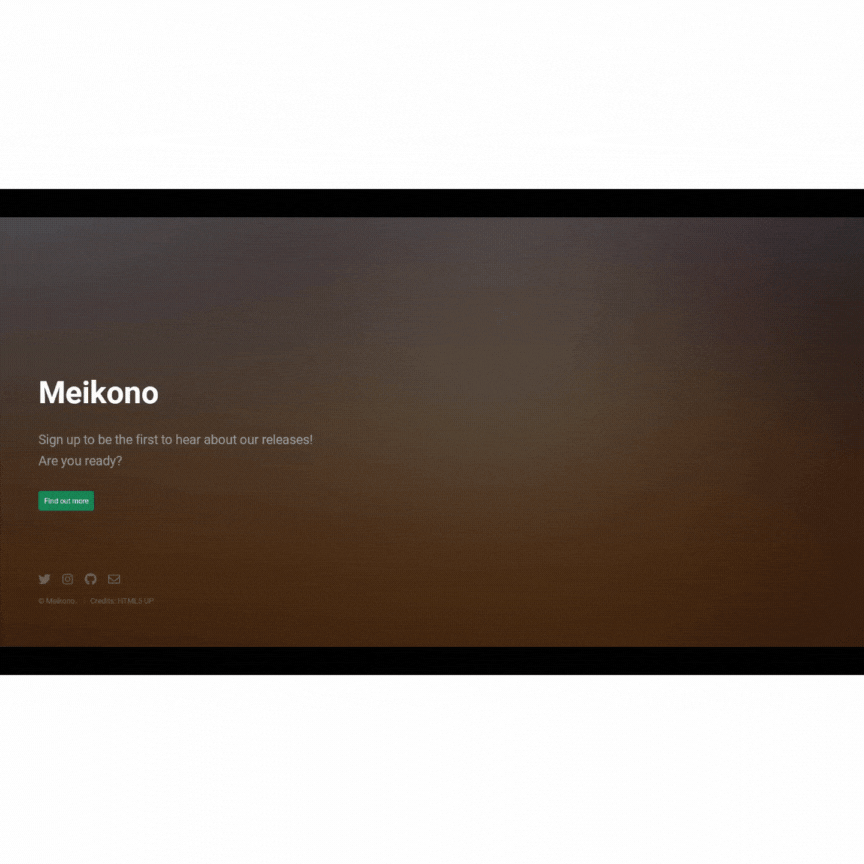 Meikono
Sign up to be the first to hear about our releases!
Are you ready?
Find out more
© Meikono. Credits: HTML5 UP